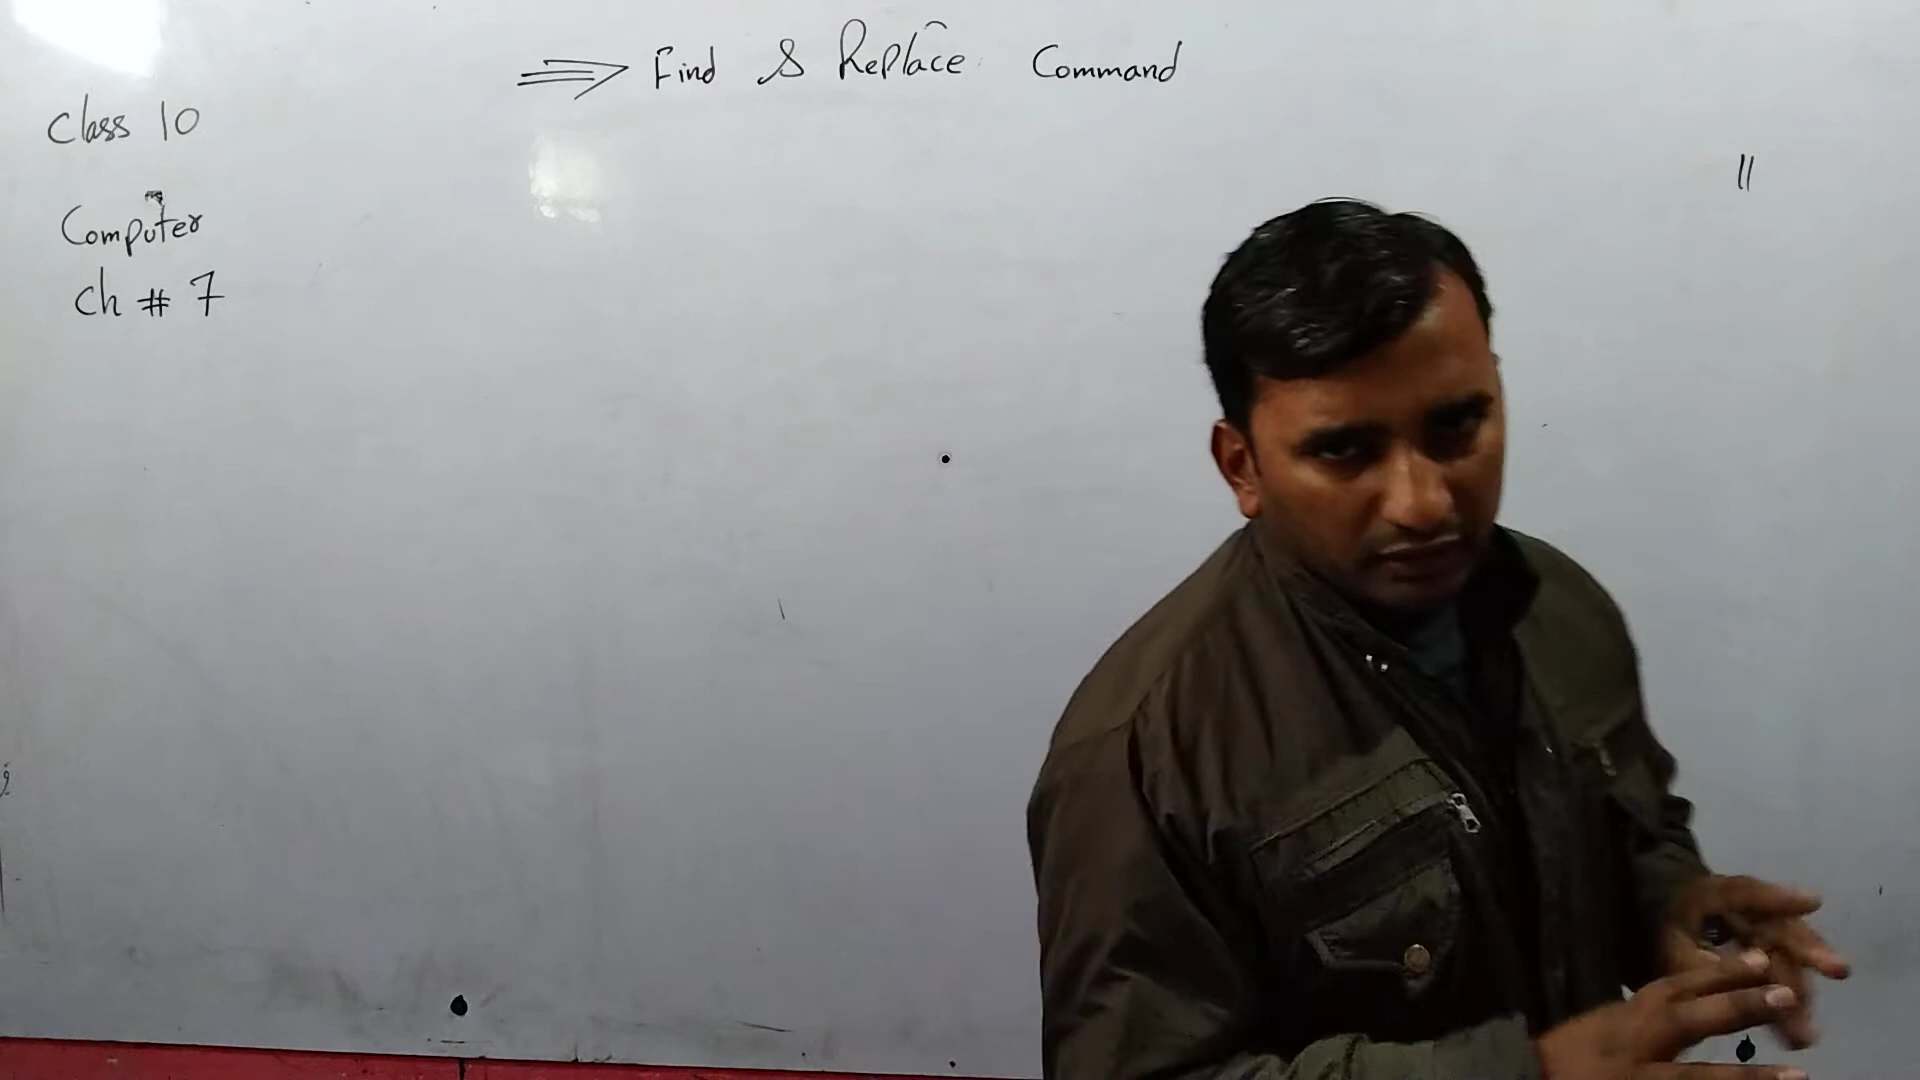 ⇒ Find & Replace Command
Class 10
Computer
Ch # 7